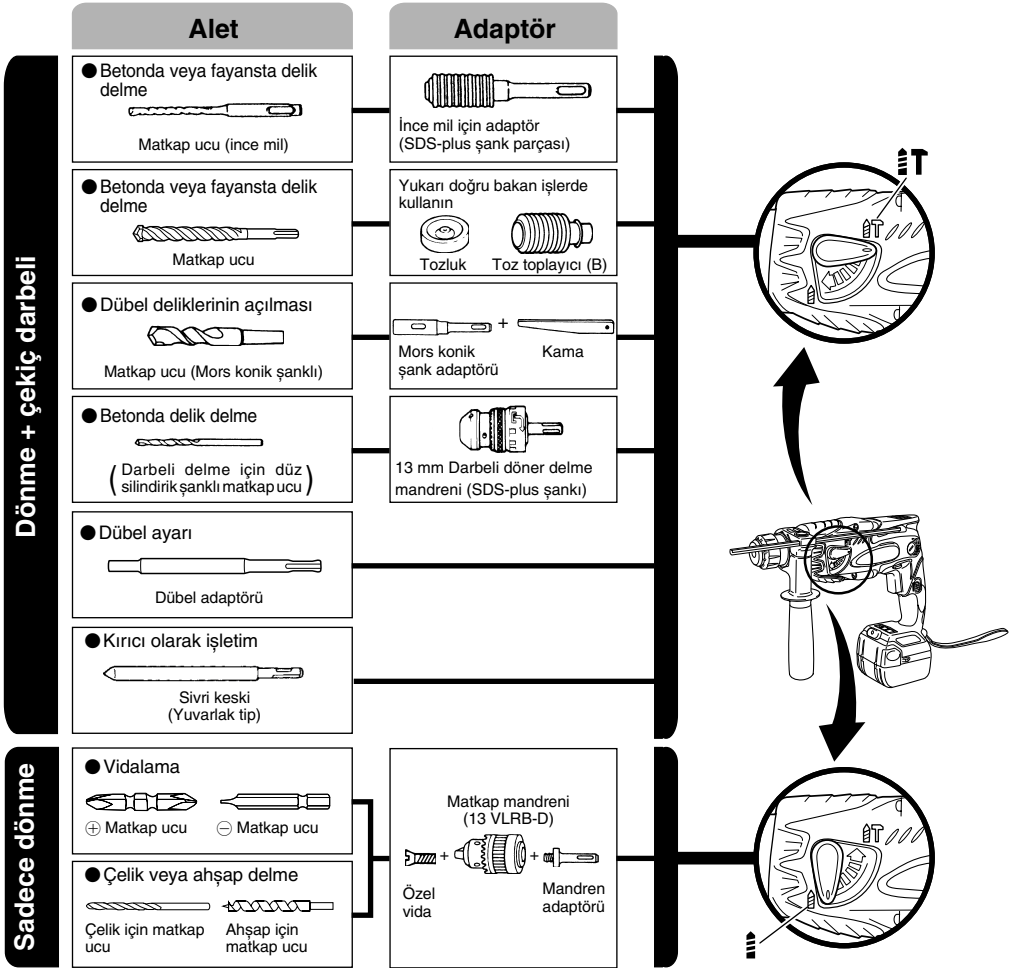 Alet
Adaptör
Dönme + çekiç darbeli
● Betonda veya fayansta delik
delme
Matkap ucu (ince mil)
İnce mil için adaptör
(SDS-plus şank parçası)
● Betonda veya fayansta delik
delme
Matkap ucu
Yukarı doğru bakan işlerde
kullanın
Tozluk
Toz toplayıcı (B)
● Dübel deliklerinin açılması
Matkap ucu (Mors konik şanklı)
+
Mors konik
şank adaptörü
Kama
● Betonda delik delme
(Darbeli delme için düz
silindirik şanklı matkap ucu)
13 mm Darbeli döner delme
mandreni (SDS-plus şankı)
● Dübel ayarı
Dübel adaptörü
● Kırıcı olarak işletim
Sivri keski
(Yuvarlak tip)
Sadece dönme
● Vidalama
⊕ Matkap ucu
⊖ Matkap ucu
● Çelik veya ahşap delme
Çelik için matkap
ucu
Ahşap için
matkap ucu
Matkap mandreni
(13 VLRB-D)
+ +
Özel
vida
Mandren
adaptörü